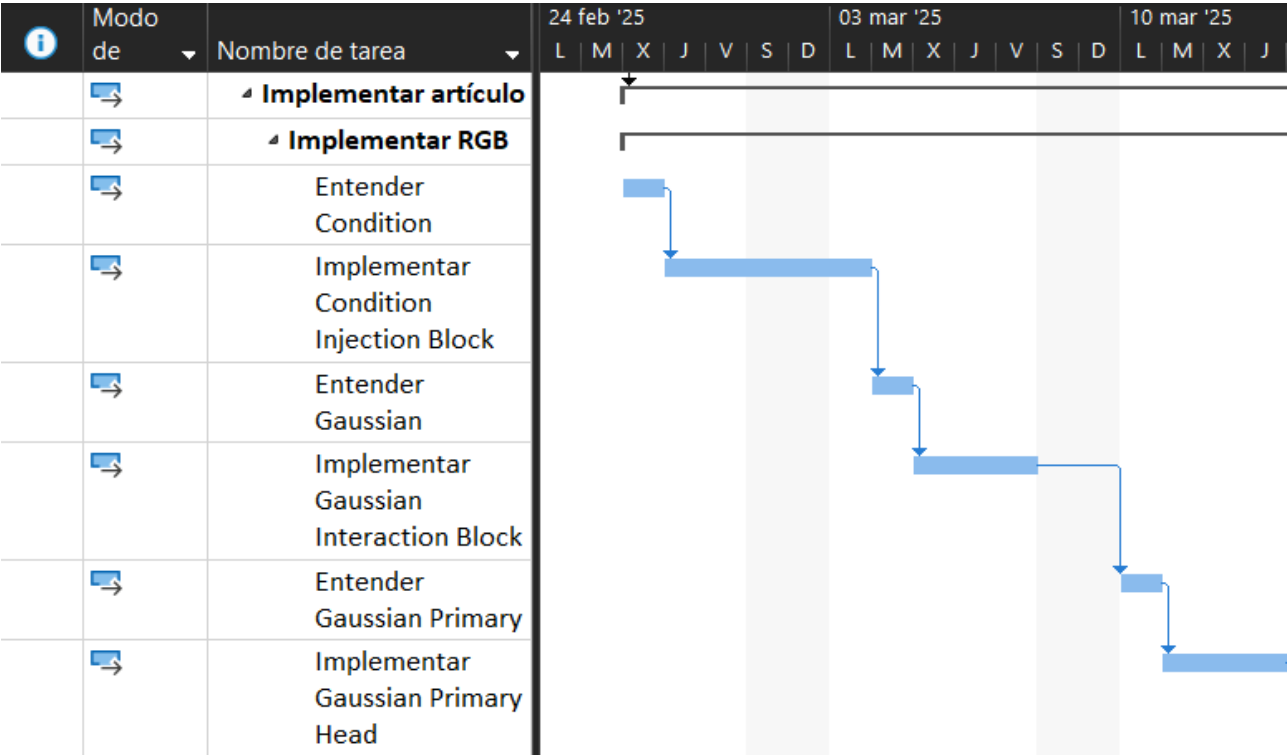 Modo
de
Nombre de tarea
24 feb '25 03 mar '25 10 mar '25
L M X J V S D L M X J V S D L M X J
Implementar artículo
Implementar RGB
Entender
Condition
Implementar
Condition
Injection Block
Entender
Gaussian
Implementar
Gaussian
Interaction Block
Entender
Gaussian Primary
Implementar
Gaussian Primary
Head